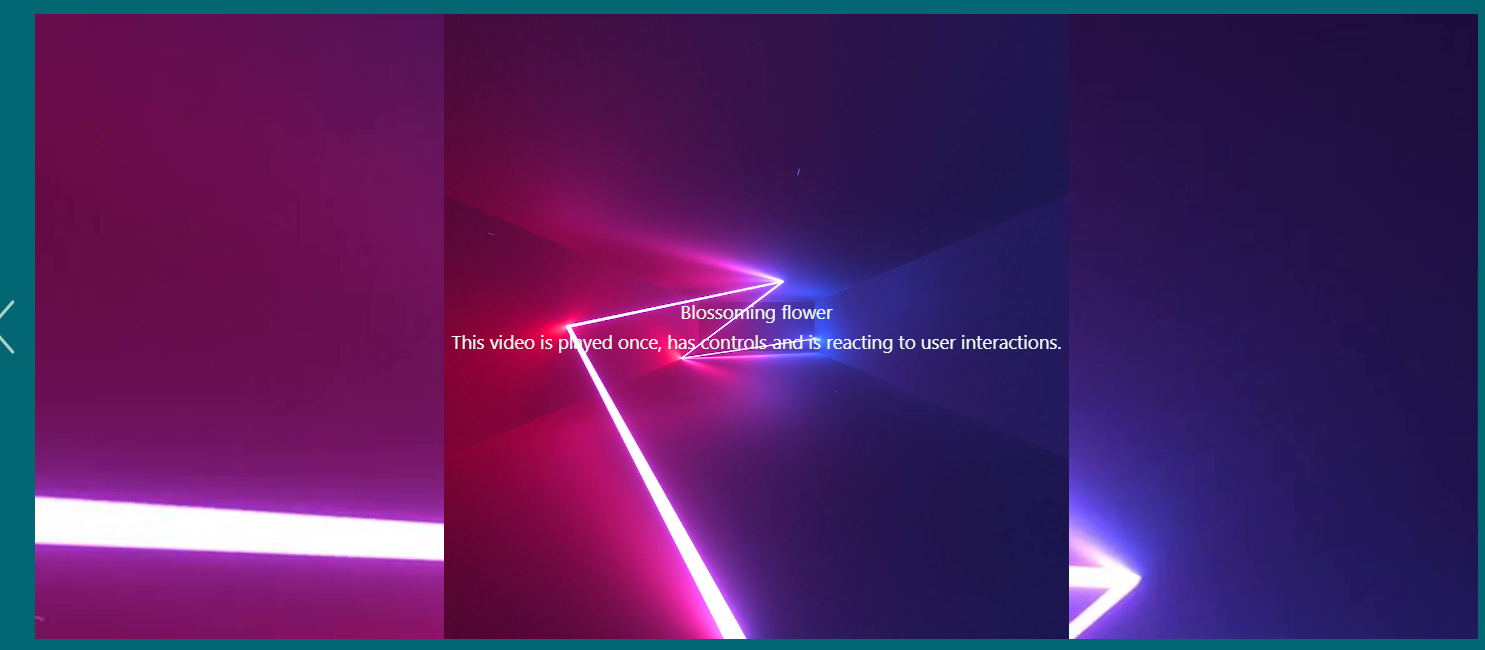 Blossoming flower
This video is played once, has controls and is reacting to user interactions.